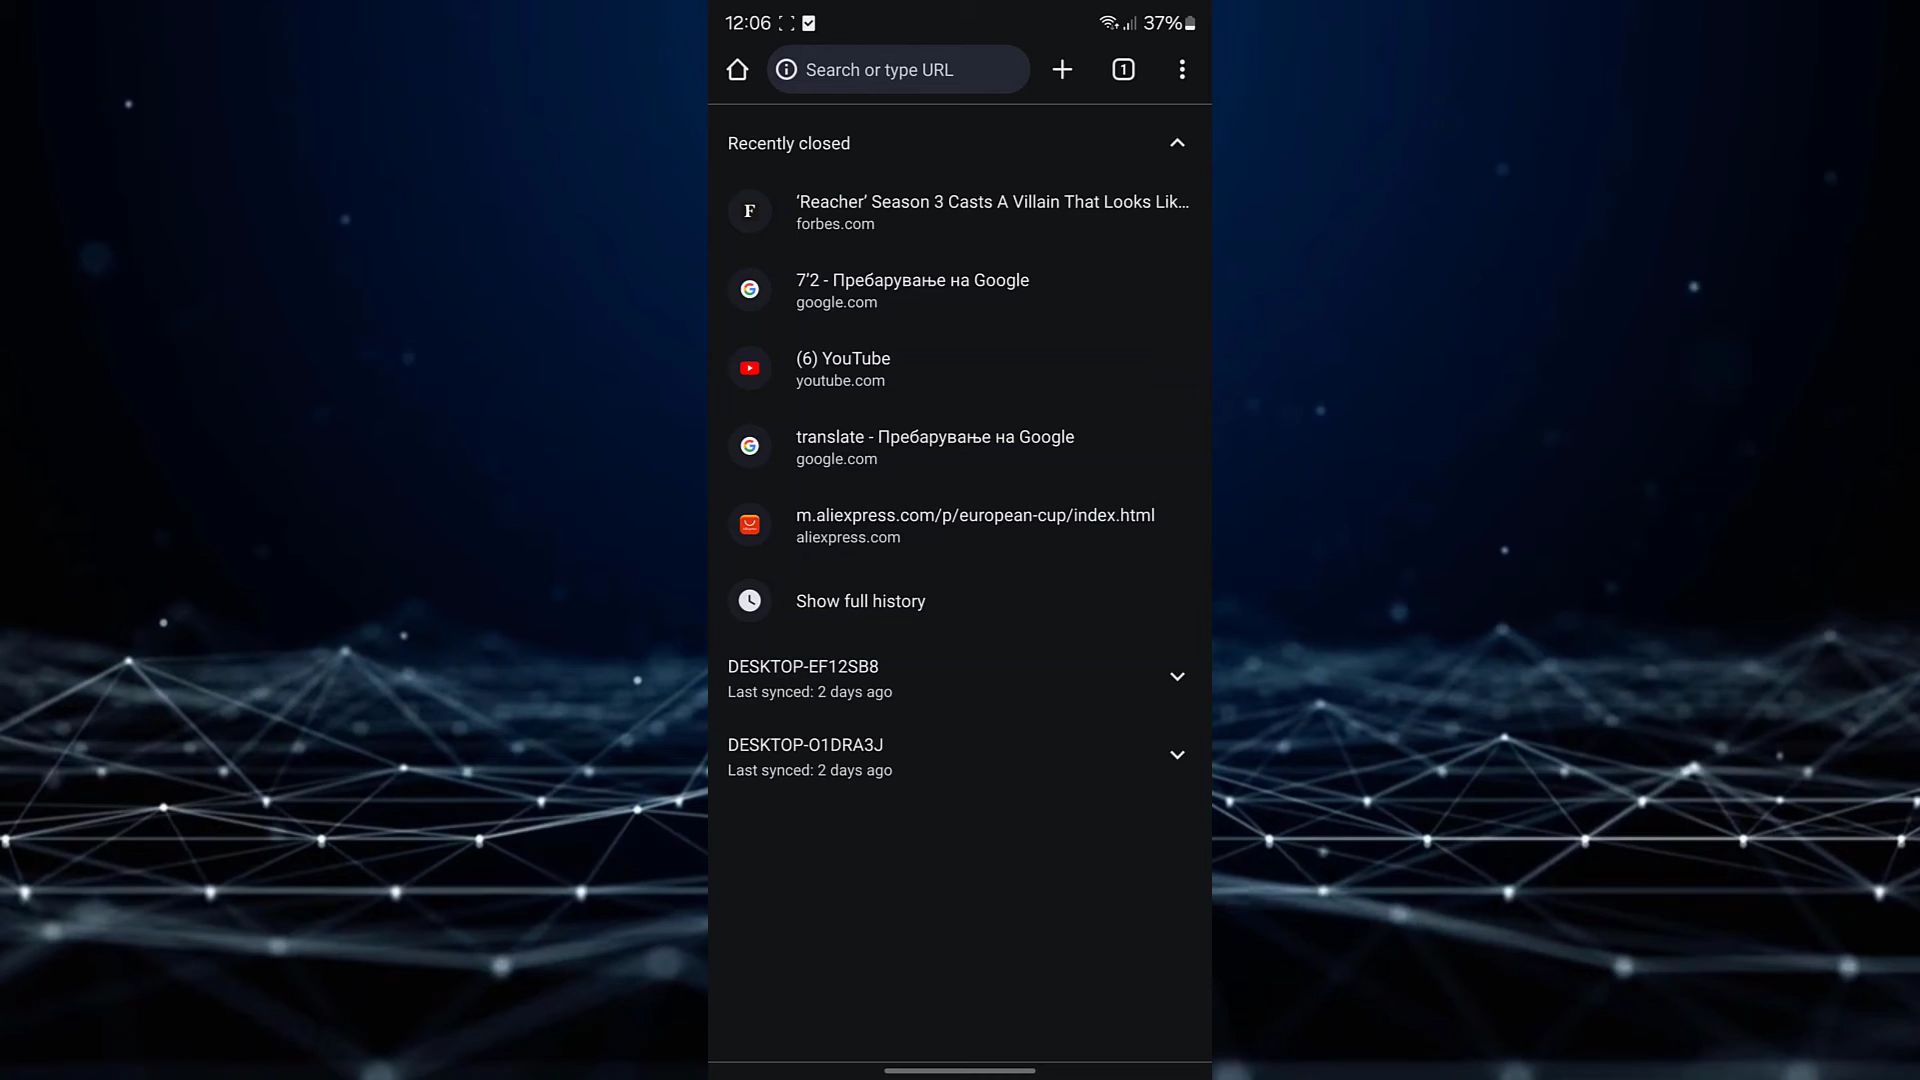 12:06
37%
Search or type URL
1
Recently closed
‘Reacher’ Season 3 Casts A Villain That Looks Lik...
F
forbes.com
7’2 - Пребарување на Google
google.com
(6) YouTube
youtube.com
translate - Пребарување на Google
google.com
m.aliexpress.com/p/european-cup/index.html
aliexpress.com
Show full history
DESKTOP-EF12SB8
Last synced: 2 days ago
DESKTOP-O1DRA3J
Last synced: 2 days ago